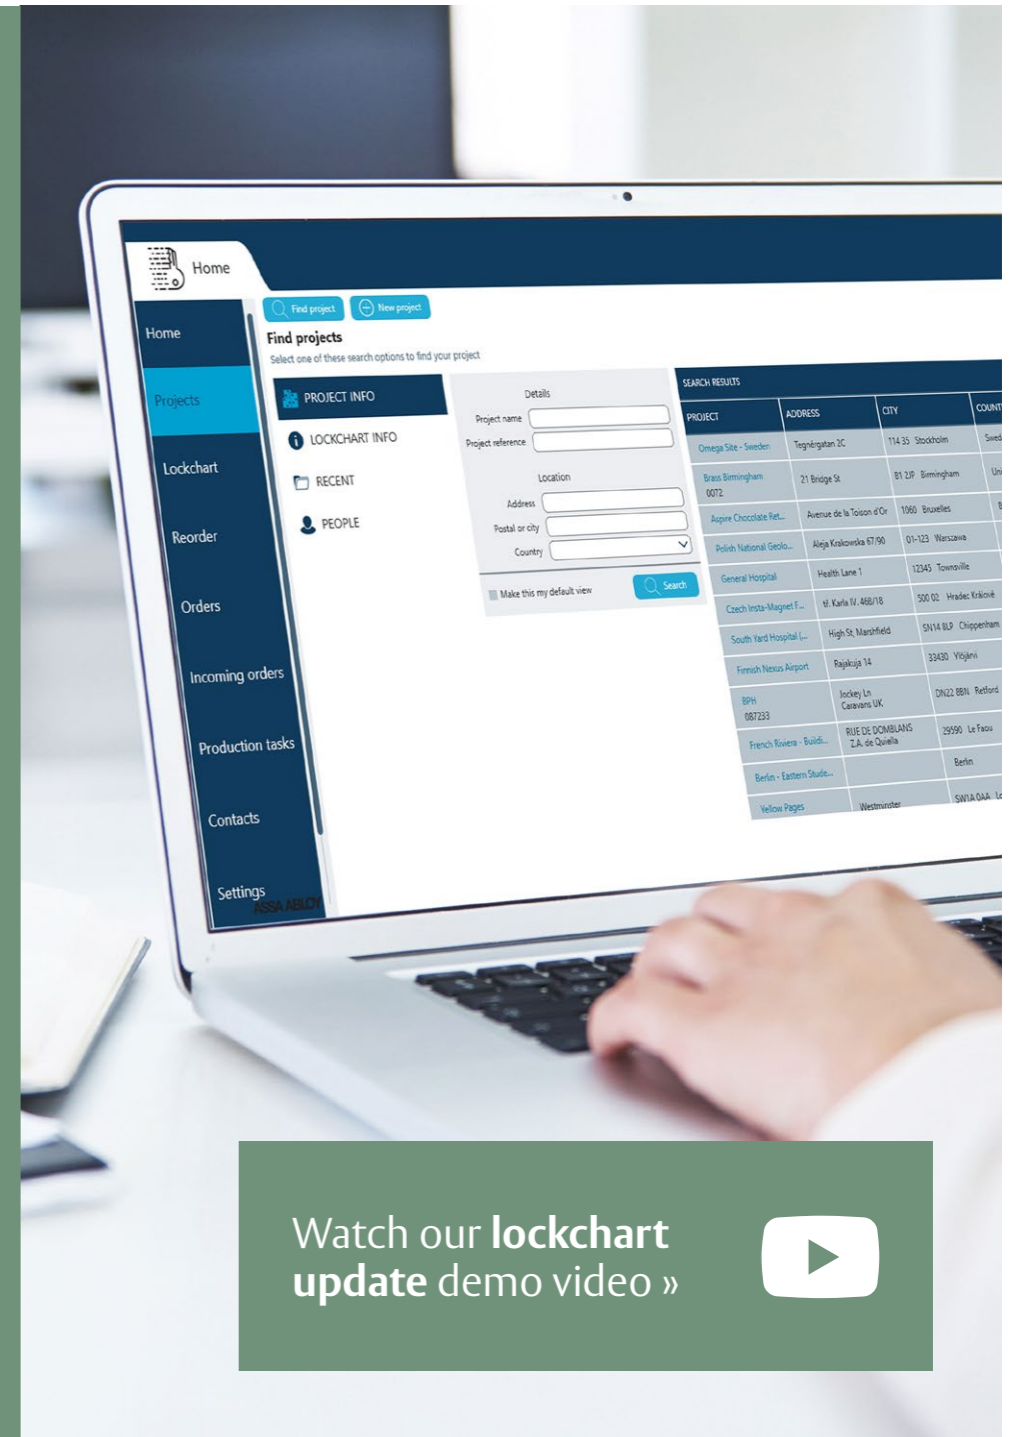 Home
Find project
New project
Home
Find projects
Select one of these search options to find your project
Projects
Lockchart
Reorder
Orders
Incoming orders
Production tasks
Contacts
Settings
ASSA ABLOY
PROJECT INFO
LOCKCHART INFO
RECENT
PEOPLE
Details
Project name
Project reference
Location
Address
Postal or city
Country
Make this my default view
Search
SEARCH RESULTS
PROJECT ADDRESS CITY
Omega Site - Sweden Tegnérgatan 2C 114 35 Stockholm
Brass Birmingham 21 Bridge St B1 2JP Birmingham
0072
Aspire Chocolate Ret... Avenue de la Toison d'Or 1060 Bruxelles
Polish National Geolo... Aleja Krakowska 67/90 01-123 Warszawa
General Hospital Health Lane 1 12345 Townsville
Czech Insta-Magnet F... tř. Karla IV. 468/18 500 02 Hradec Králové
South Yard Hospital (... High St, Marshfield SN14 8LP Chippenham
Finnish Nexus Airport Rajakuja 14 33430 Ylöjärvi
BPH Jockey Ln DN22 8BN Retford
087233 Caravans UK
French Riviera - Buildi... RUE DE DOMBLANS 29590 Le Faou
Z.A. de Quiella
Berlin - Eastern Stude... Berlin
Yellow Pages Westminster SW1A 0AA
Watch our lockchart
update demo video »